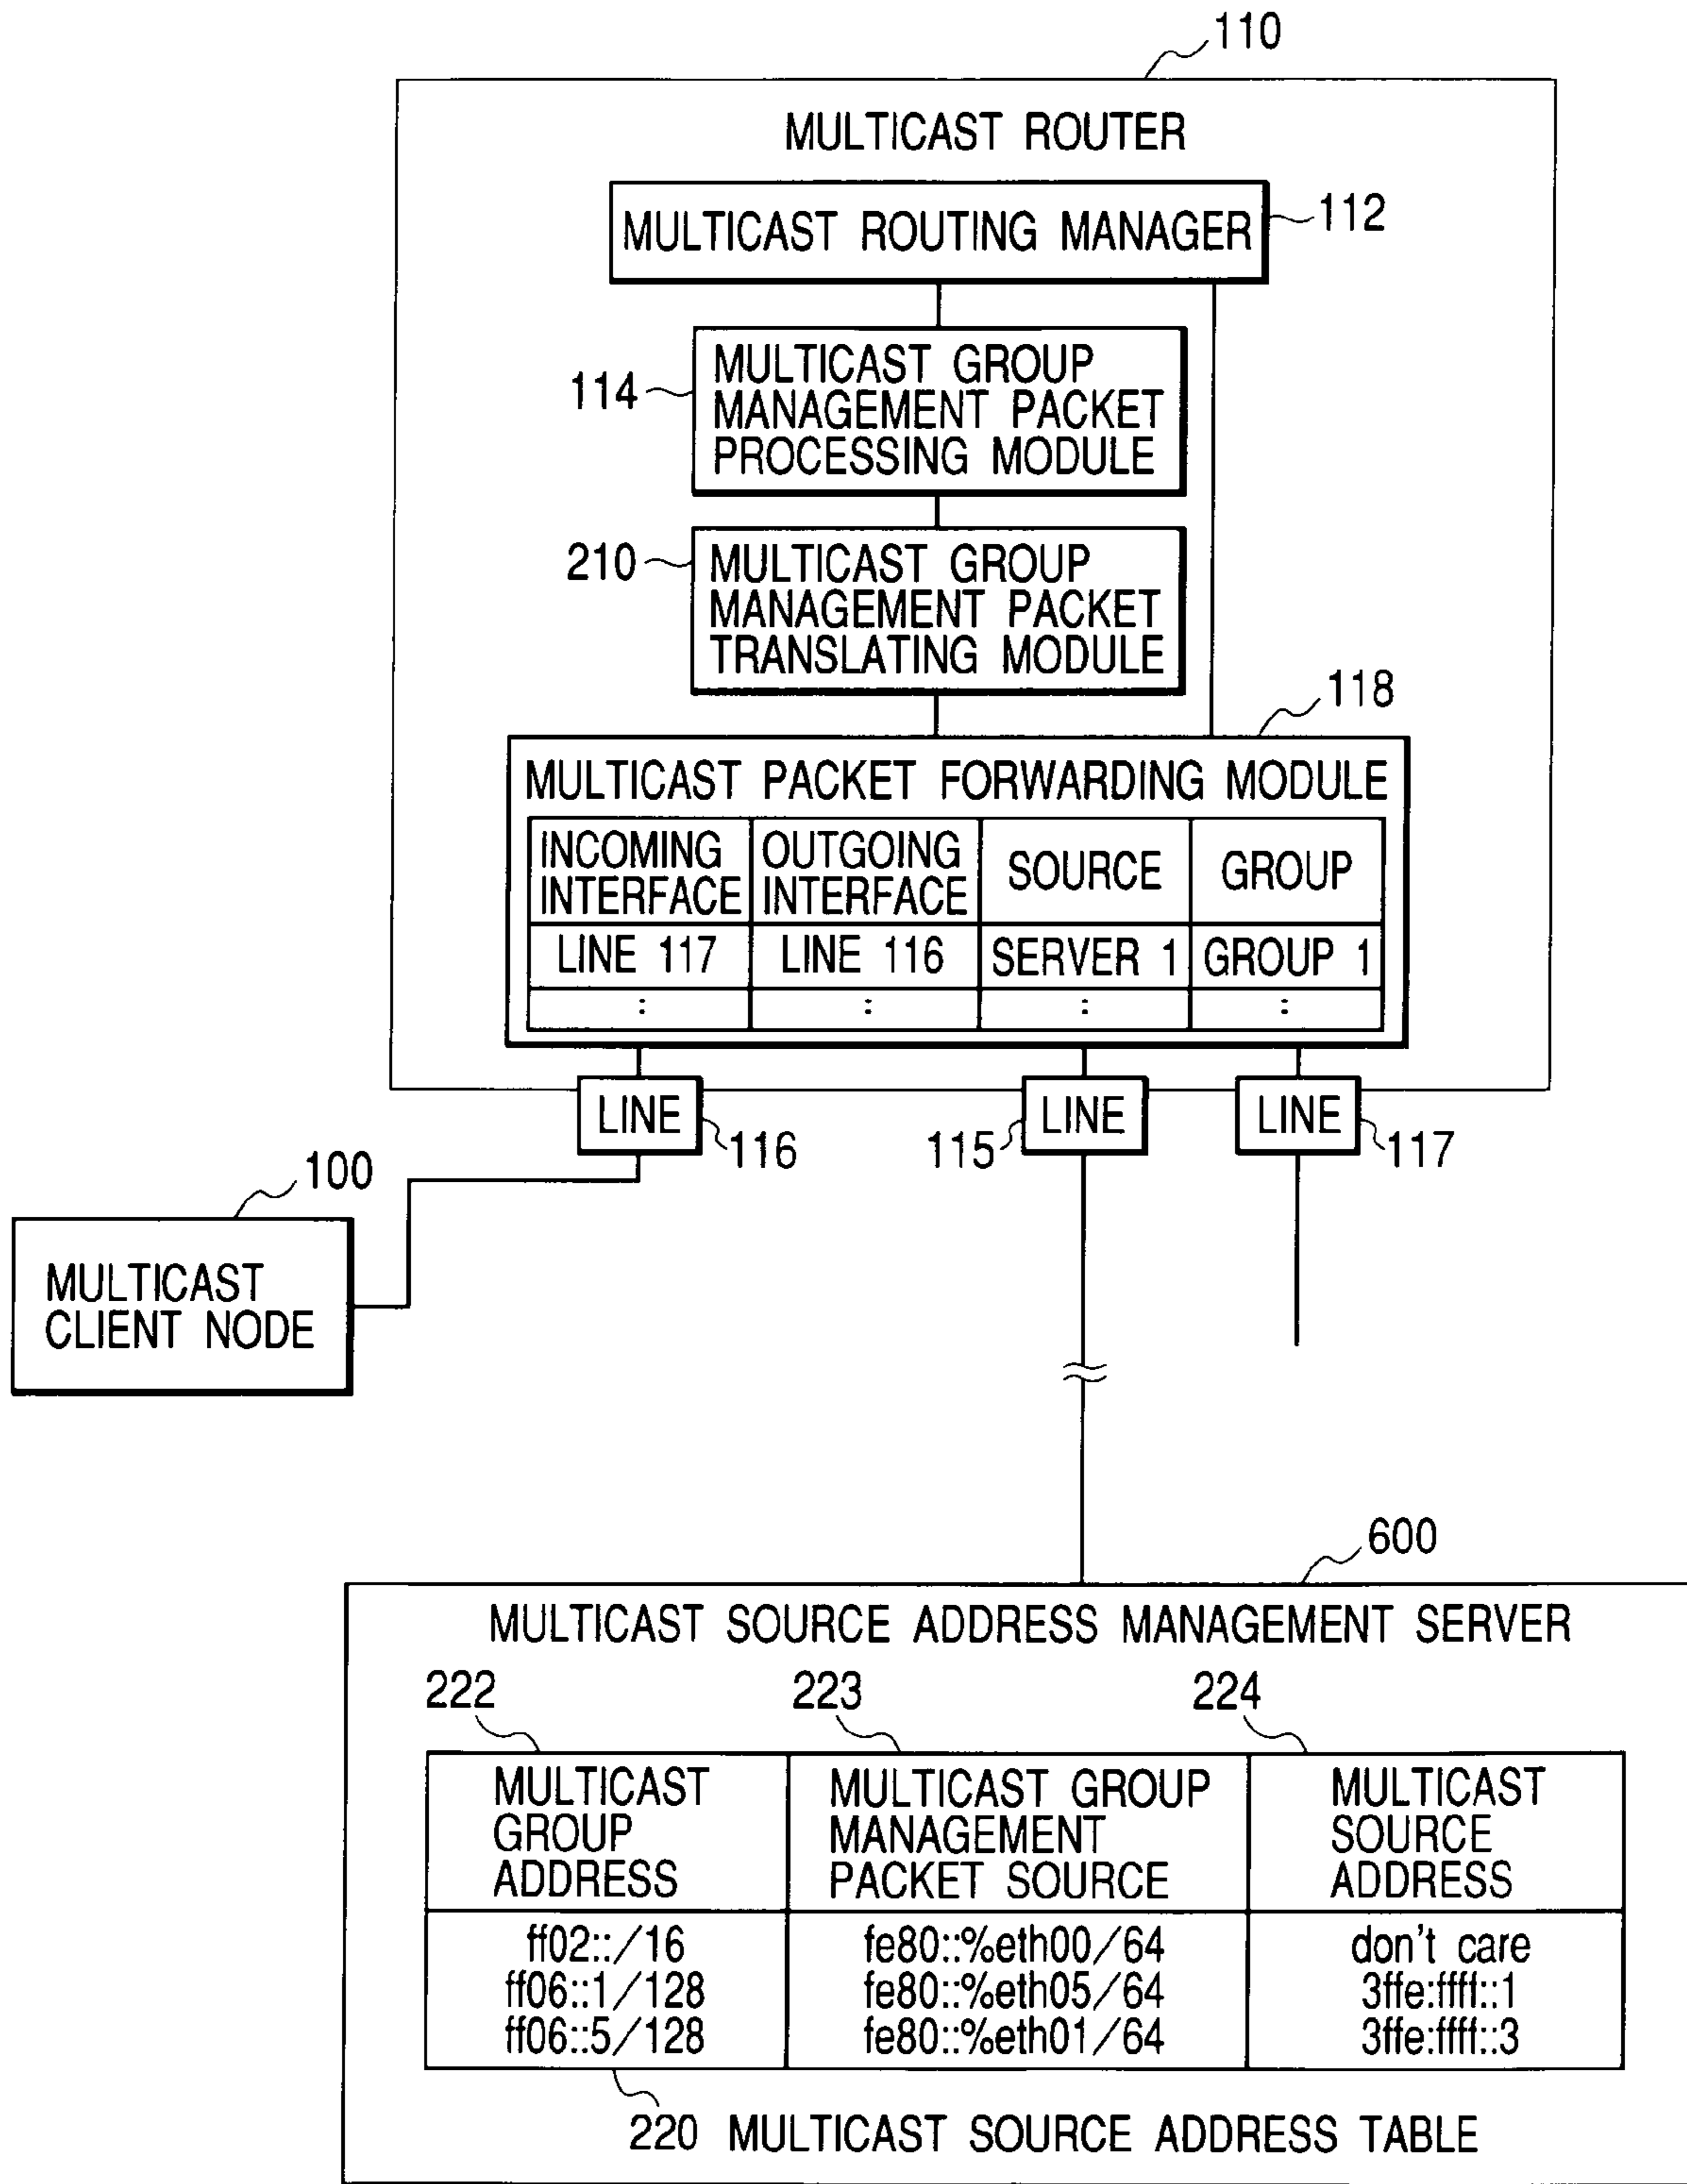 110
MULTICAST ROUTER
MULTICAST ROUTING MANAGER
112
114
MULTICAST GROUP
MANAGEMENT PACKET
PROCESSING MODULE
210
MULTICAST GROUP
MANAGEMENT PACKET
TRANSLATING MODULE
118
MULTICAST PACKET FORWARDING MODULE
INCOMING
INTERFACE
OUTGOING
INTERFACE
SOURCE
GROUP
LINE 117
LINE 116
SERVER 1
GROUP 1
:
:
:
:
LINE
116
115
LINE
LINE
117
100
MULTICAST
CLIENT NODE
600
MULTICAST SOURCE ADDRESS MANAGEMENT SERVER
222
223
224
MULTICAST
GROUP
ADDRESS
MULTICAST GROUP
MANAGEMENT
PACKET SOURCE
MULTICAST
SOURCE
ADDRESS
ff02::/16
fe80::%eth00/64
don't care
ff06::1/128
fe80::%eth05/64
3ffe:ffff::1
ff06::5/128
fe80::%eth01/64
3ffe:ffff::3
220 MULTICAST SOURCE ADDRESS TABLE